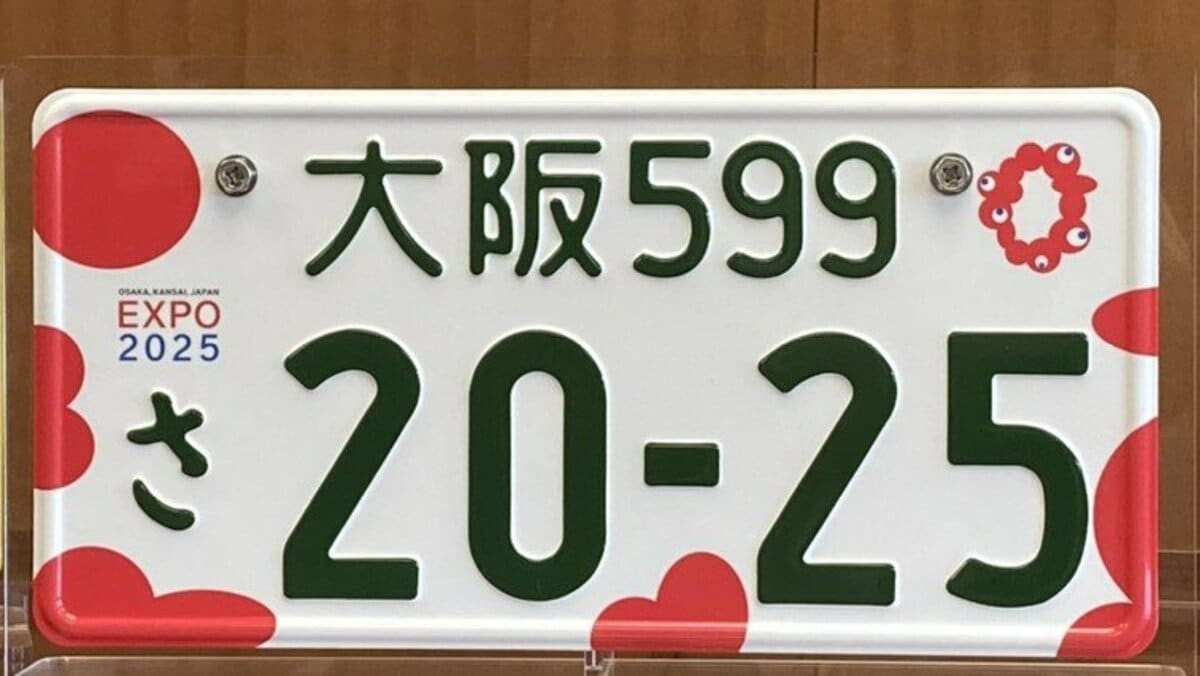 大阪599
OSAKA, KANSAI, JAPAN
EXPO
2025
さ 20-25